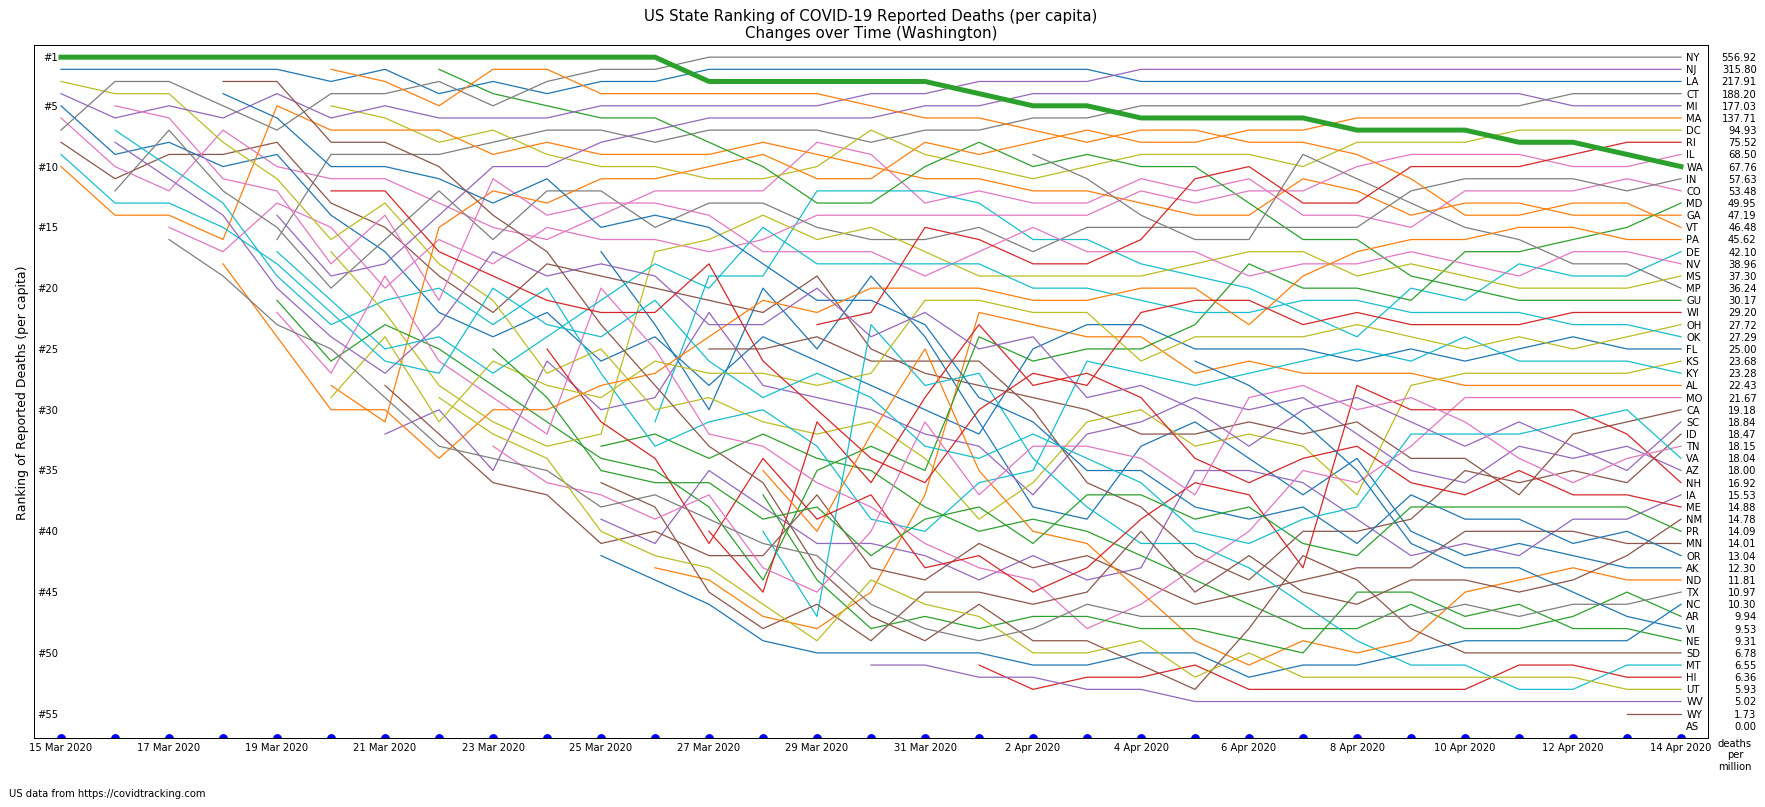 US State Ranking of COVID-19 Reported Deaths (per capita)
Changes over Time (Washington)
Ranking of Reported Deaths (per capita)
#1
#5
#10
#15
#20
#25
#30
#35
#40
#45
#50
#55
NY 556.92
NJ 315.80
LA 217.91
CT 188.20
MI 177.03
MA 137.71
DC 94.93
RI 75.52
IL 68.50
WA 67.76
IN 57.63
CO 53.48
MD 49.95
GA 47.19
VT 46.48
PA 45.62
DE 42.10
NV 38.96
MS 37.30
MP 36.24
GU 30.17
WI 29.20
OH 27.72
OK 27.29
FL 25.00
KS 23.68
KY 23.28
AL 22.43
MO 21.67
CA 19.18
SC 18.84
ID 18.47
TN 18.15
VA 18.04
AZ 18.00
NH 16.92
IA 15.53
ME 14.88
NM 14.78
PR 14.09
MN 14.01
OR 13.04
AK 12.30
ND 11.81
TX 10.97
NC 10.30
AR 9.94
VI 9.53
NE 9.31
SD 6.78
MT 6.55
HI 6.36
UT 5.93
WV 5.02
WY 1.73
AS 0.00
15 Mar 2020 17 Mar 2020 19 Mar 2020 21 Mar 2020 23 Mar 2020 25 Mar 2020 27 Mar 2020 29 Mar 2020 31 Mar 2020 2 Apr 2020 4 Apr 2020 6 Apr 2020 8 Apr 2020 10 Apr 2020 12 Apr 2020 14 Apr 2020
deaths
per
million
US data from https://covidtracking.com